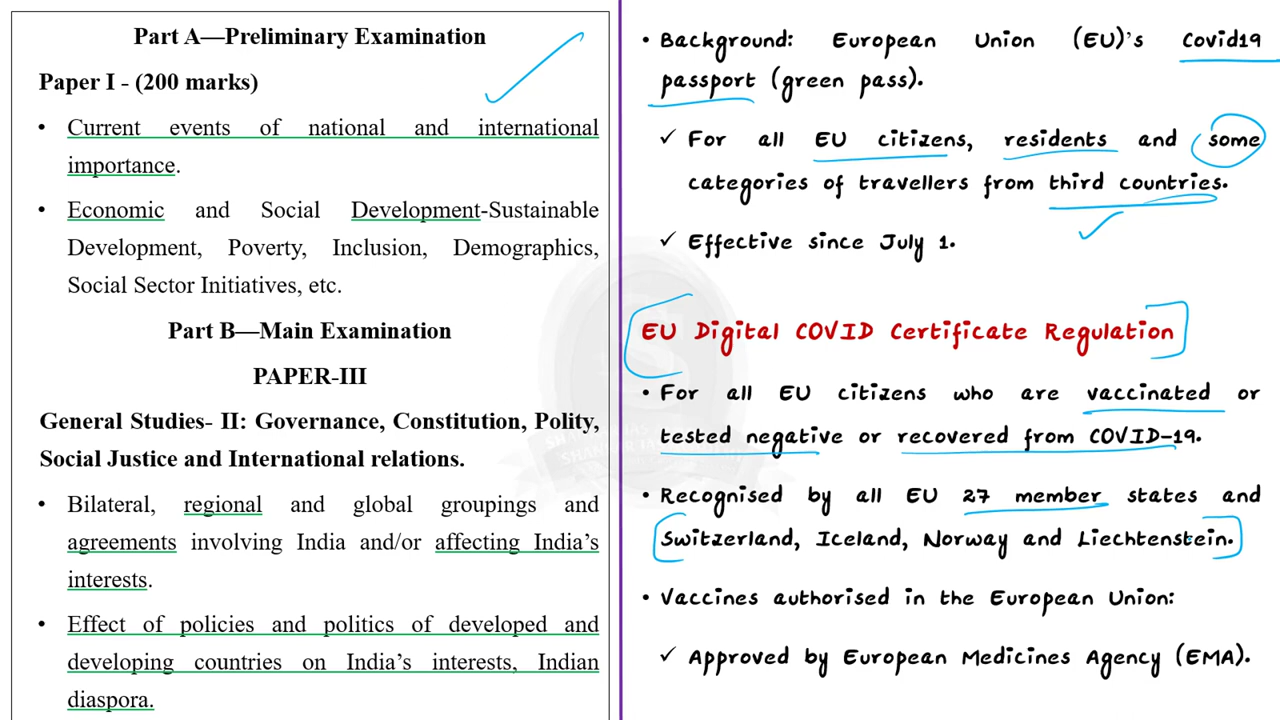 Part A—Preliminary Examination
Paper I - (200 marks)
• Current events of national and international
importance.
• Economic and Social Development-Sustainable
Development, Poverty, Inclusion, Demographics,
Social Sector Initiatives, etc.
Part B—Main Examination
PAPER-III
General Studies- II: Governance, Constitution, Polity,
Social Justice and International relations.
• Bilateral, regional and global groupings and
agreements involving India and/or affecting India's
interests.
• Effect of policies and politics of developed and
developing countries on India's interests, Indian
diaspora.
• Background: European Union (EU)'s Covid19
passport (green pass).
✓ For all EU citizens, residents and some
categories of travellers from third countries.
✓ Effective since July 1.
EU Digital COVID Certificate Regulation
• For all EU citizens who are vaccinated or
tested negative or recovered from COVID-19.
• Recognised by all EU 27 member states and
Switzerland, Iceland, Norway and Liechtenstein.
• Vaccines authorised in the European Union:
✓ Approved by European Medicines Agency (EMA).